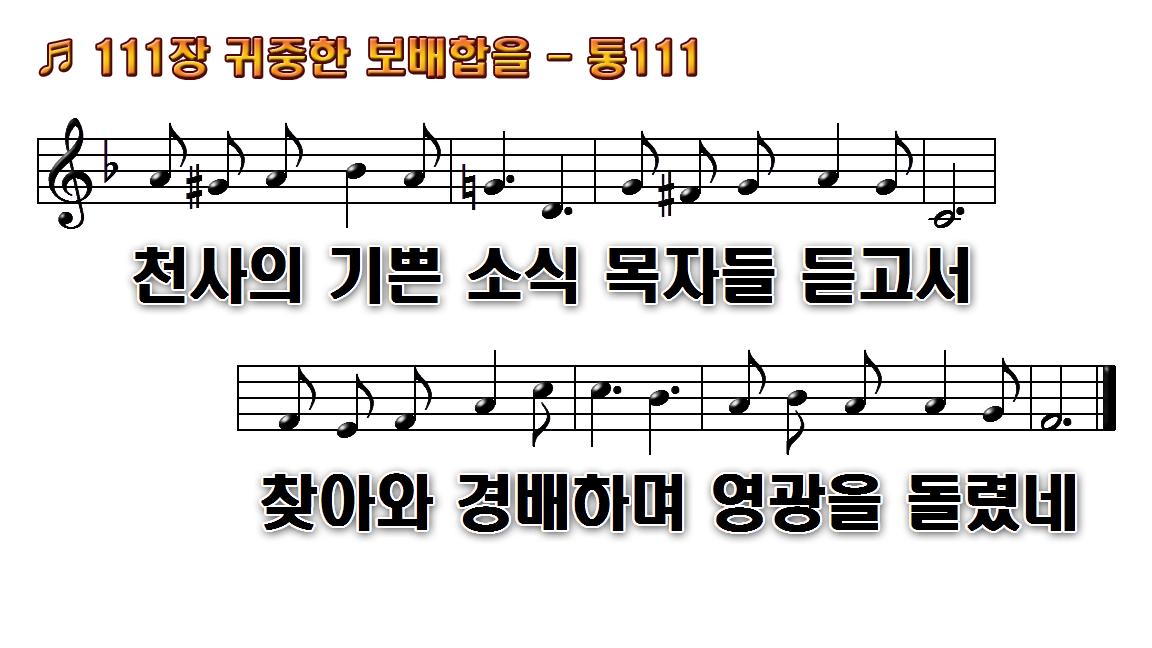 111장 귀중한 보배합을 - 통111
천사의 기쁜 소식 목자들 듣고서
찾아와 경배하며 영광을 돌렸네